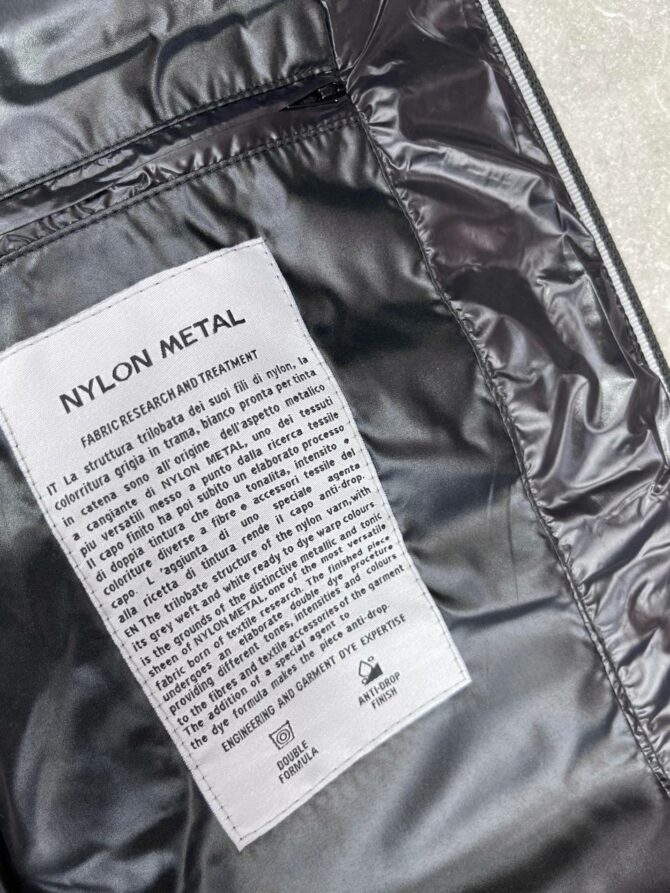 NYLON METAL
FABRIC RESEARCH AND TREATMENT
IT La struttura trilobata dei suoi fili di nylon, la
colorritura grigia in trama, bianco pronta per tinta
in catena sono all'origine dell'aspetto metalico
a cangiante di NYLON METAL, uno dei tessuti
più versatili messo a punto dalla ricerca tessile
Il capo finito ha poi subito un elaborato processo
di doppia tintura che dona tonalita, intensito e
coloriture diverse a fibre e accessori tessile del
capo. L 'aggiunta di uno speciale agenta
alla ricetta di tintura rende il capo anti-drop.
EN The trilobate structure of the nylon varn, with
its grey weft and white ready to dye warp colours
is the grounds of the distinctive metallic and tonic
sheen of NYLON METAL, one of the most versatile
fabric born of textile research. The finished piece
undergoes an elaborate double dye proceture
providing different tones, intensities and colours
to the fibres and textile accessories of the garment
The addition of a special agent to
the dye formula makes the piece anti-drop.
ENGINEERING AND GARMENT DYE EXPERTISE
DOUBLE
FORMULA
ANTI-DROP
FINISH